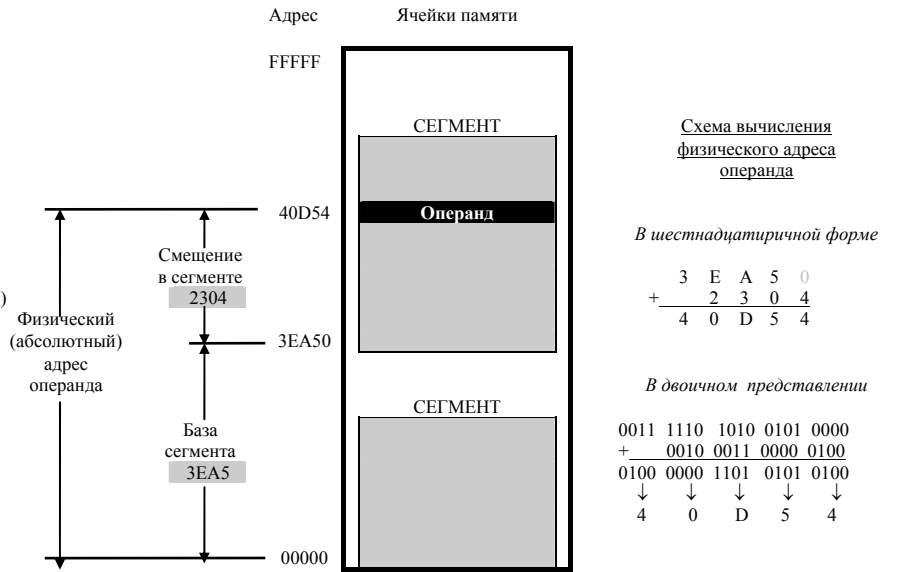 Адрес
Ячейки памяти
FFFFF
СЕГМЕНТ
40D54
Операнд
Смещение
в сегменте
2304
)
Физический
(абсолютный)
адрес
операнда
3EA50
СЕГМЕНТ
База
сегмента
3EA5
00000
Схема вычисления
физического адреса
операнда
В шестнадцатиричной форме
3 E A 5 0
+ 2 3 0 4
4 0 D 5 4
В двоичном представлении
0011 1110 1010 0101 0000
+ 0010 0011 0000 0100
0100 0000 1101 0101 0100
↓ ↓ ↓ ↓ ↓
4 0 D 5 4